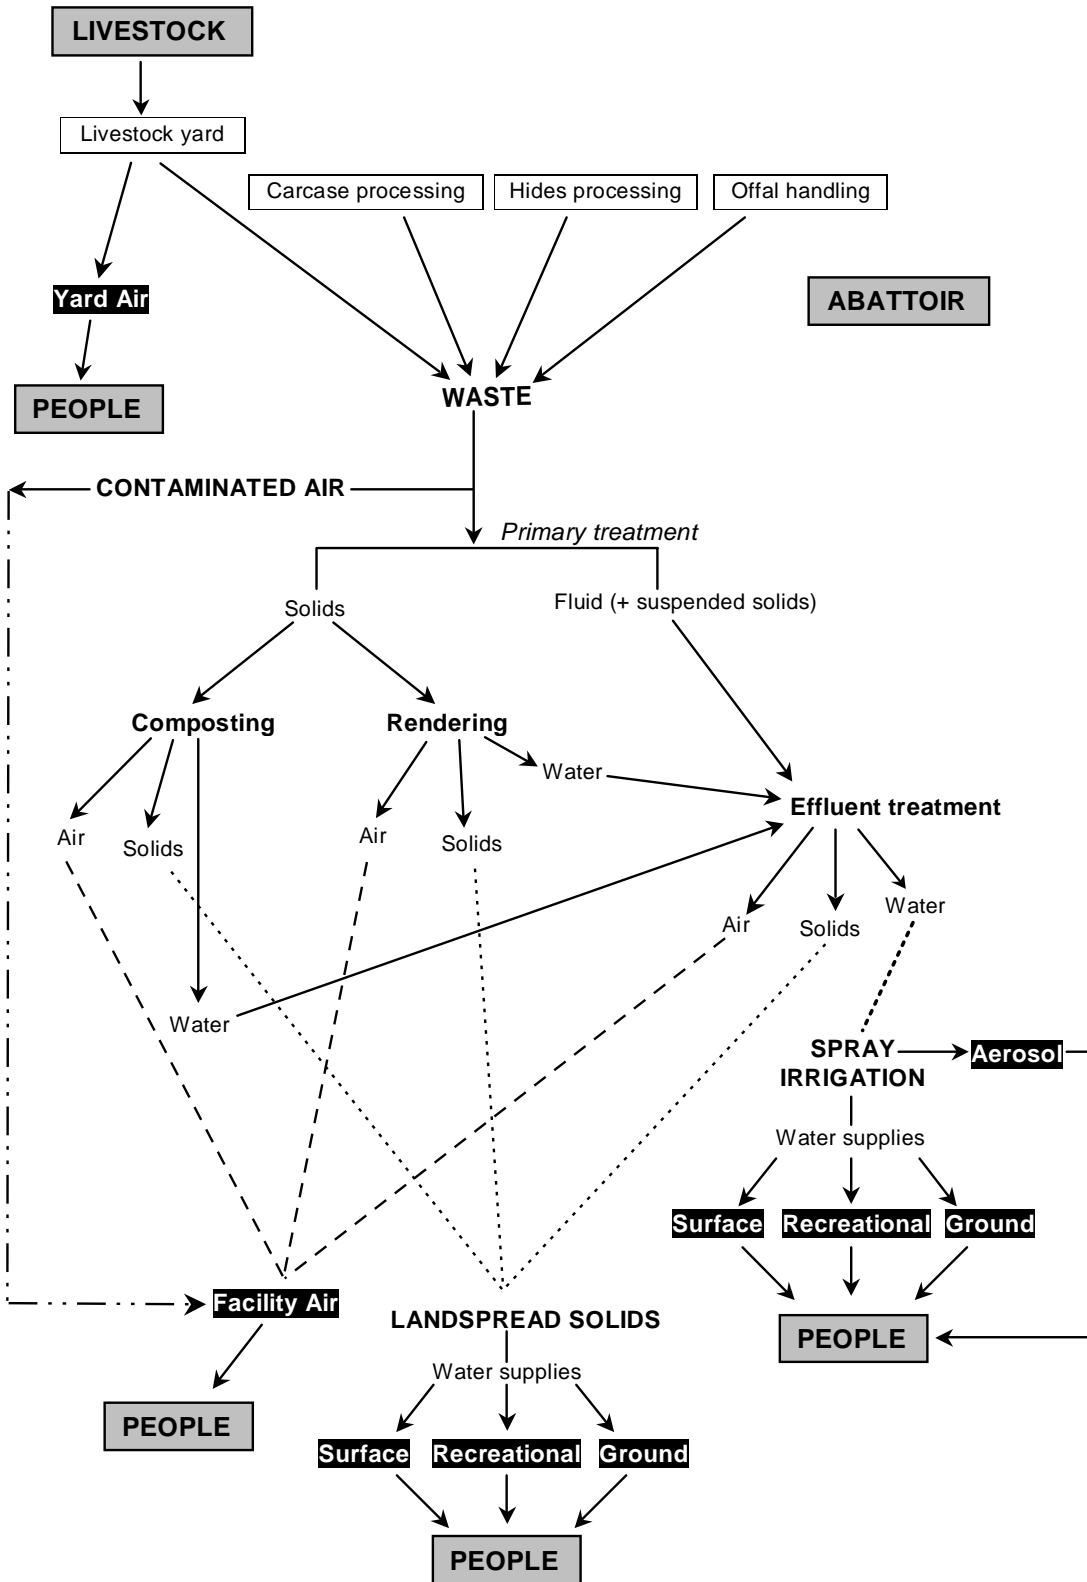 LIVESTOCK
Livestock yard
Carcase processing
Hides processing
Offal handling
Yard Air
ABATTOIR
PEOPLE
WASTE
CONTAMINATED AIR
Primary treatment
Solids
Fluid (+ suspended solids)
Composting
Rendering
Water
Effluent treatment
Air
Solids
Air
Solids
Air
Solids
Water
Water
SPRAY
IRRIGATION
Aerosol
Water supplies
Surface
Recreational
Ground
Facility Air
LANDSPREAD SOLIDS
PEOPLE
Water supplies
PEOPLE
Surface
Recreational
Ground
PEOPLE